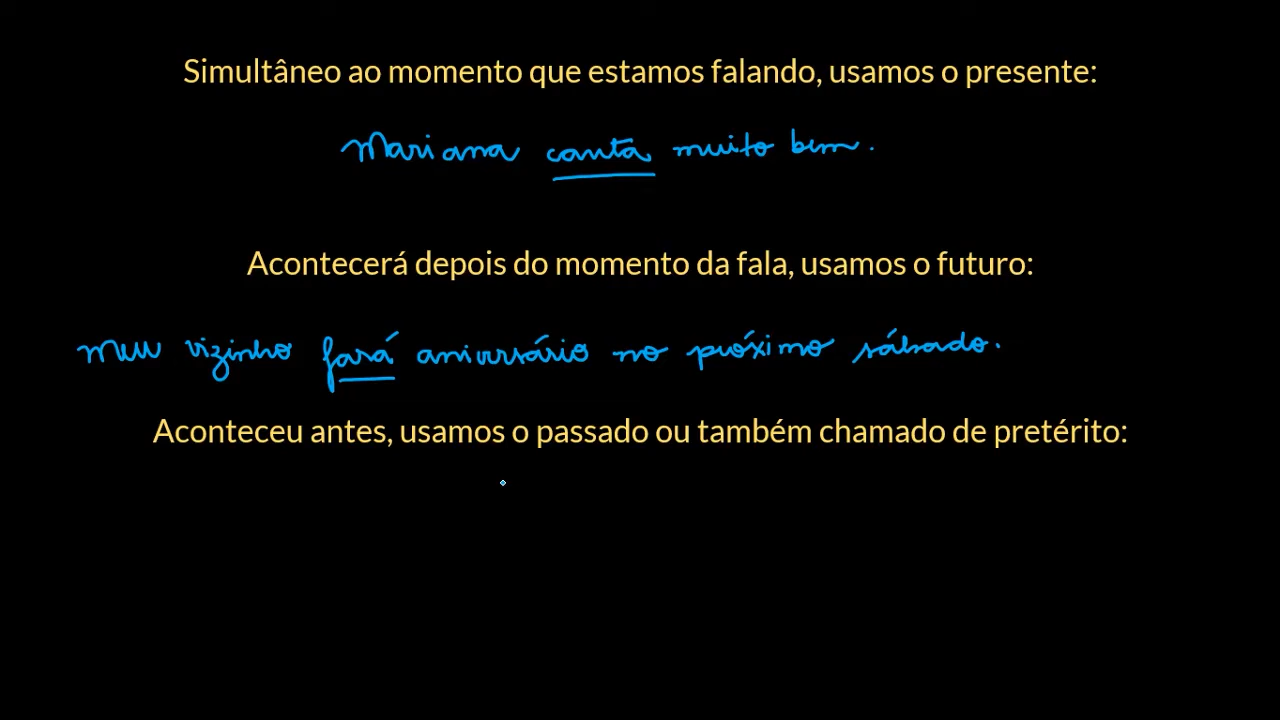 Simultâneo ao momento que estamos falando, usamos o presente:
Mariana canta muito bem.
Acontecerá depois do momento da fala, usamos o futuro:
Meu vizinho fará aniversário no próximo sábado.
Aconteceu antes, usamos o passado ou também chamado de pretérito: